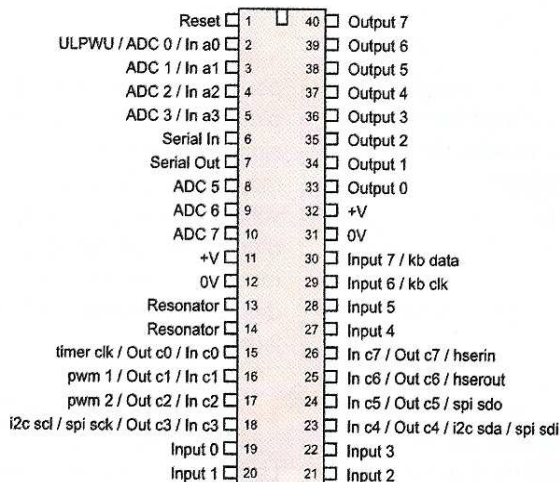 Reset 1 40 Output 7
ULPWU / ADC 0 / In a0 2 39 Output 6
ADC 1 / In a1 3 38 Output 5
ADC 2 / In a2 4 37 Output 4
ADC 3 / In a3 5 36 Output 3
Serial In 6 35 Output 2
Serial Out 7 34 Output 1
ADC 5 8 33 Output 0
ADC 6 9 32 +V
ADC 7 10 31 0V
+V 11 30 Input 7 / kb data
0V 12 29 Input 6 / kb clk
Resonator 13 28 Input 5
Resonator 14 27 Input 4
timer clk / Out c0 / In c0 15 26 In c7 / Out c7 / hserin
pwm 1 / Out c1 / In c1 16 25 In c6 / Out c6 / hserout
pwm 2 / Out c2 / In c2 17 24 In c5 / Out c5 / spi sdo
i2c scl / spi sck / Out c3 / In c3 18 23 In c4 / Out c4 / i2c sda / spi sdi
Input 0 19 22 Input 3
Input 1 20 21 Input 2